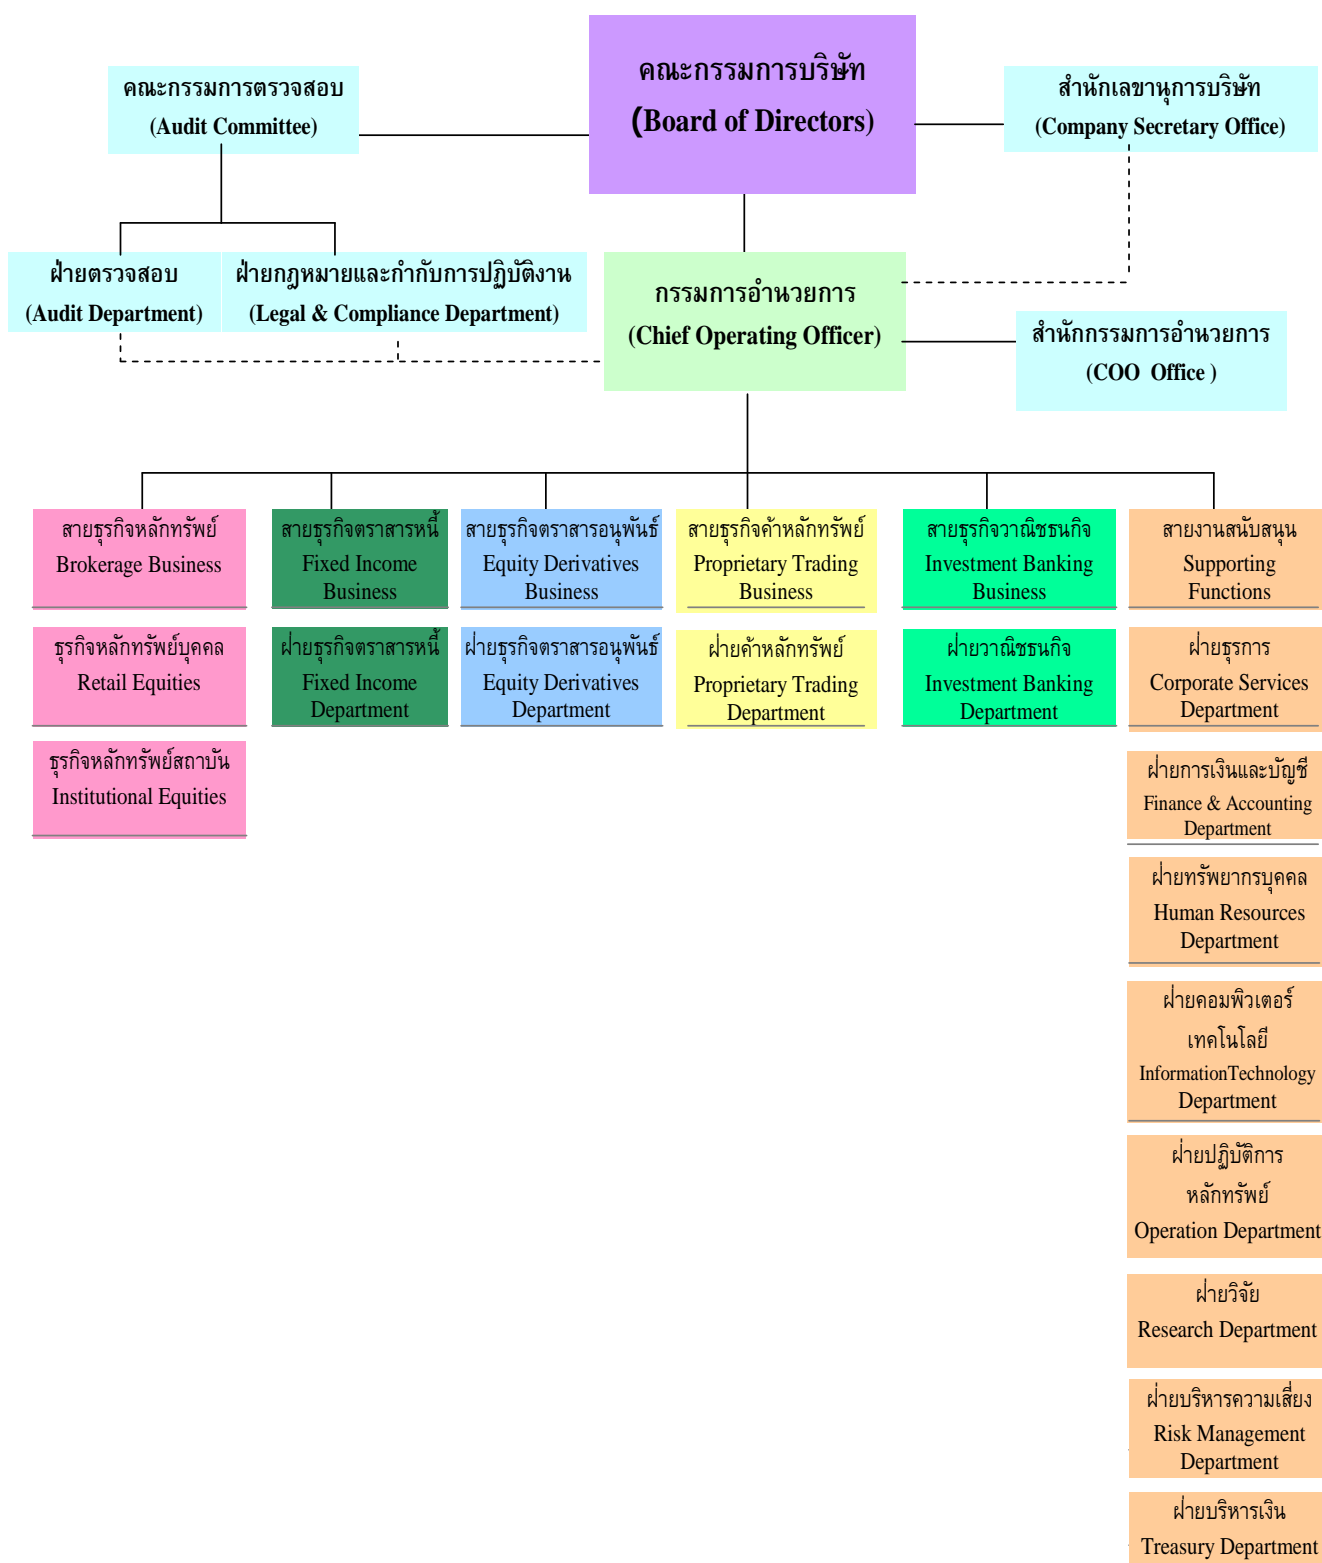 คณะกรรมการบริษัท
(Board of Directors)
คณะกรรมการตรวจสอบ
(Audit Committee)
สำนักเลขานุการบริษัท
(Company Secretary Office)
ฝ่ายตรวจสอบ
(Audit Department)
ฝ่ายกฎหมายและกำกับการปฏิบัติงาน
(Legal & Compliance Department)
กรรมการอำนวยการ
(Chief Operating Officer)
สำนักกรรมการอำนวยการ
(COO Office )
สายธุรกิจหลักทรัพย์
Brokerage Business
สายธุรกิจตราสารหนี้
Fixed Income
Business
สายธุรกิจตราสารอนุพันธ์
Equity Derivatives
Business
สายธุรกิจค้าหลักทรัพย์
Proprietary Trading
Business
สายธุรกิจวาณิชธนกิจ
Investment Banking
Business
สายงานสนับสนุน
Supporting
Functions
ธุรกิจหลักทรัพย์บุคคล
Retail Equities
ฝ่ายธุรกิจตราสารหนี้
Fixed Income
Department
ฝ่ายธุรกิจตราสารอนุพันธ์
Equity Derivatives
Department
ฝ่ายค้าหลักทรัพย์
Proprietary Trading
Department
ฝ่ายวาณิชธนกิจ
Investment Banking
Department
ฝ่ายธุรการ
Corporate Services
Department
ธุรกิจหลักทรัพย์สถาบัน
Institutional Equities
ฝ่ายการเงินและบัญชี
Finance & Accounting
Department
ฝ่ายทรัพยากรบุคคล
Human Resources
Department
ฝ่ายคอมพิวเตอร์
เทคโนโลยี
InformationTechnology
Department
ฝ่ายปฏิบัติการ
หลักทรัพย์
Operation Department
ฝ่ายวิจัย
Research Department
ฝ่ายบริหารความเสี่ยง
Risk Management
Department
ฝ่ายบริหารเงิน
Treasury Department